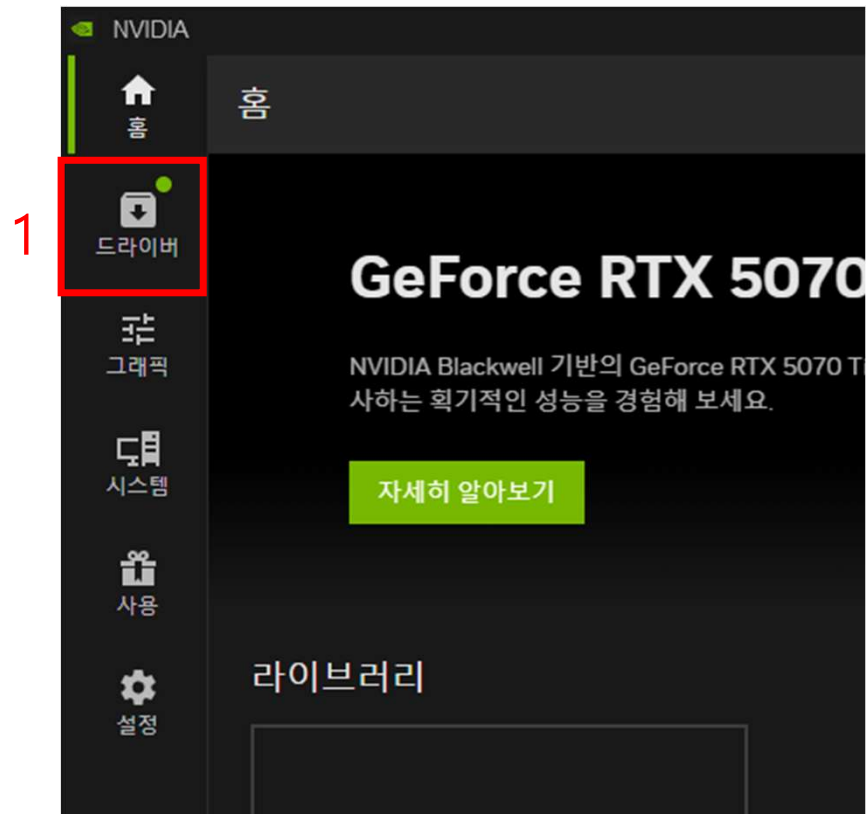 NVIDIA
홈
홈
1
드라이버
GeForce RTX 5070
그래픽
NVIDIA Blackwell 기반의 GeForce RTX 5070
사하는 획기적인 성능을 경험해 보세요.
시스템
자세히 알아보기
사용
라이브러리
설정